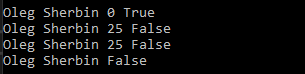 Oleg Sherbin 0 True
Oleg Sherbin 25 False
Oleg Sherbin 25 False
Oleg Sherbin False